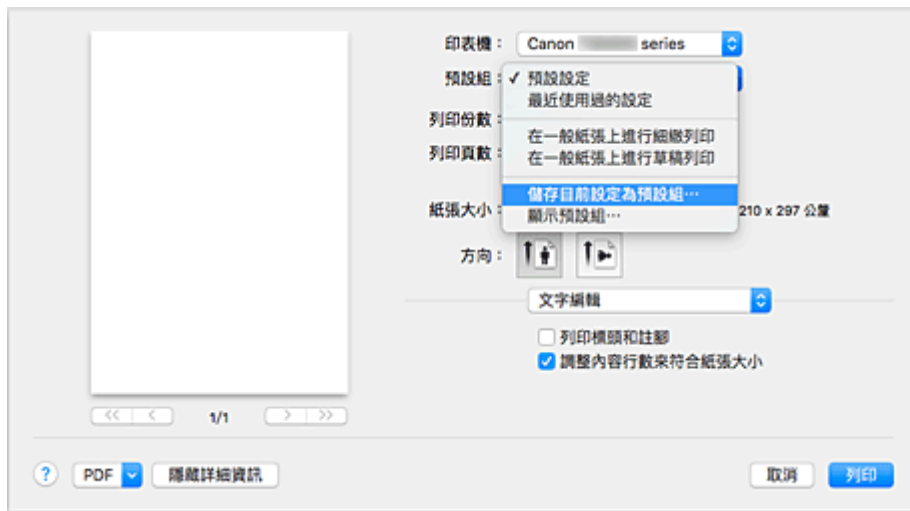 印表機： Canon series
預設組： ✓ 預設設定
最近使用過的設定
列印份數：
在一般紙張上進行細緻列印
列印頁數：
在一般紙張上進行草稿列印
儲存目前設定為預設組…
紙張大小： 210 x 297 公釐
顯示預設組…
方向：
文字編輯
列印標頭和註腳
調整內容行數來符合紙張大小
<< < 1/1 > >>
? PDF 隱藏詳細資訊 取消 列印